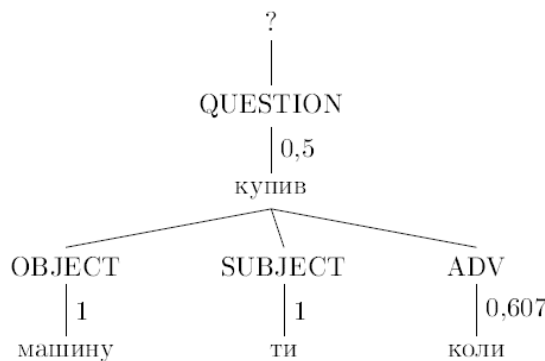 ?
QUESTION
0,5
купив
OBJECT SUBJECT ADV
1 1 0,607
машину ти коли